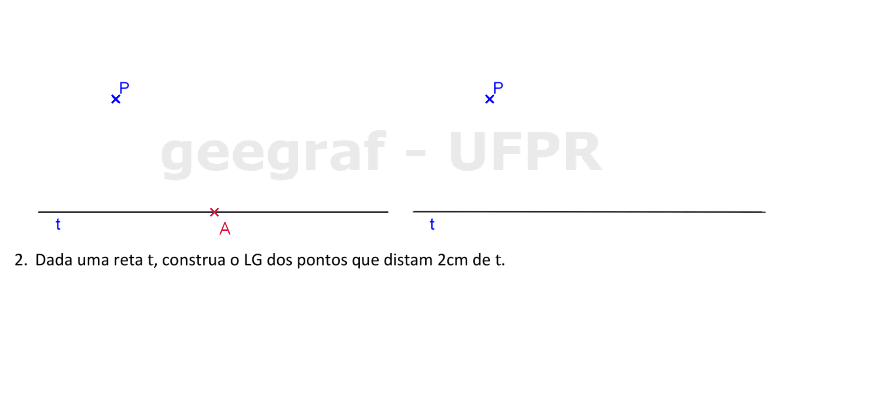 P P
geegraf - UFPR
t A t
2. Dada uma reta t, construa o LG dos pontos que distam 2cm de t.